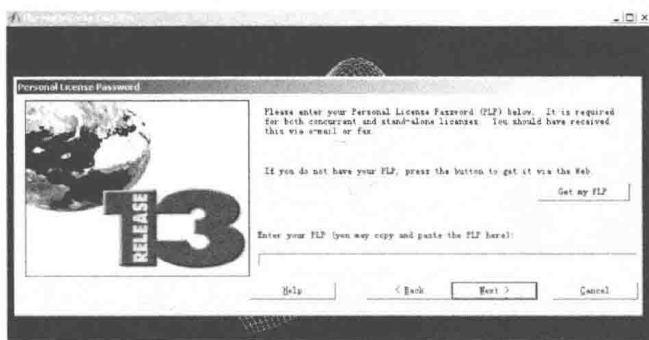 Personal License Password
Please enter your Personal License Password (PLP) below. It is required
for both concurrent and stand-alone licenses. You should have received
this via e-mail or fax
If you do not have your PLP, press the button to get it via the Web
Get my PLP
RELEASE 13
Enter your PLP (you may copy and paste the PLP here):
Help
< Back
Next >
Cancel